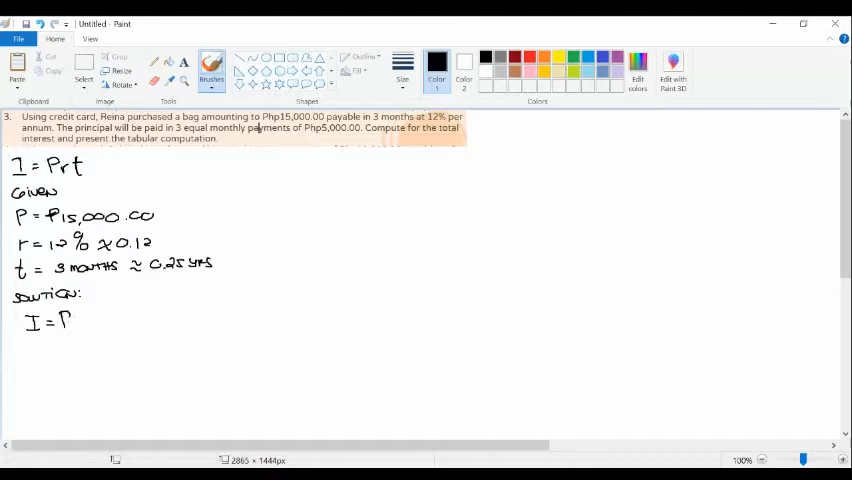 Untitled - Paint
File Home View
Paste Cut Copy Clipboard
Select Crop Resize Rotate Image
Tools
Brushes
Shapes Outline Fill
Size
Color 1 Color 2 Colors Edit colors Edit with Paint 3D
3. Using credit card, Reina purchased a bag amounting to Php15,000.00 payable in 3 months at 12% per
annum. The principal will be paid in 3 equal monthly payments of Php5,000.00. Compute for the total
interest and present the tabular computation.
I = Prt
Given
P = ₱15,000.00
r = 12% ≈ 0.12
t = 3 months ≈ 0.25 yrs
Solution:
I = P
2865 × 1444px
100%